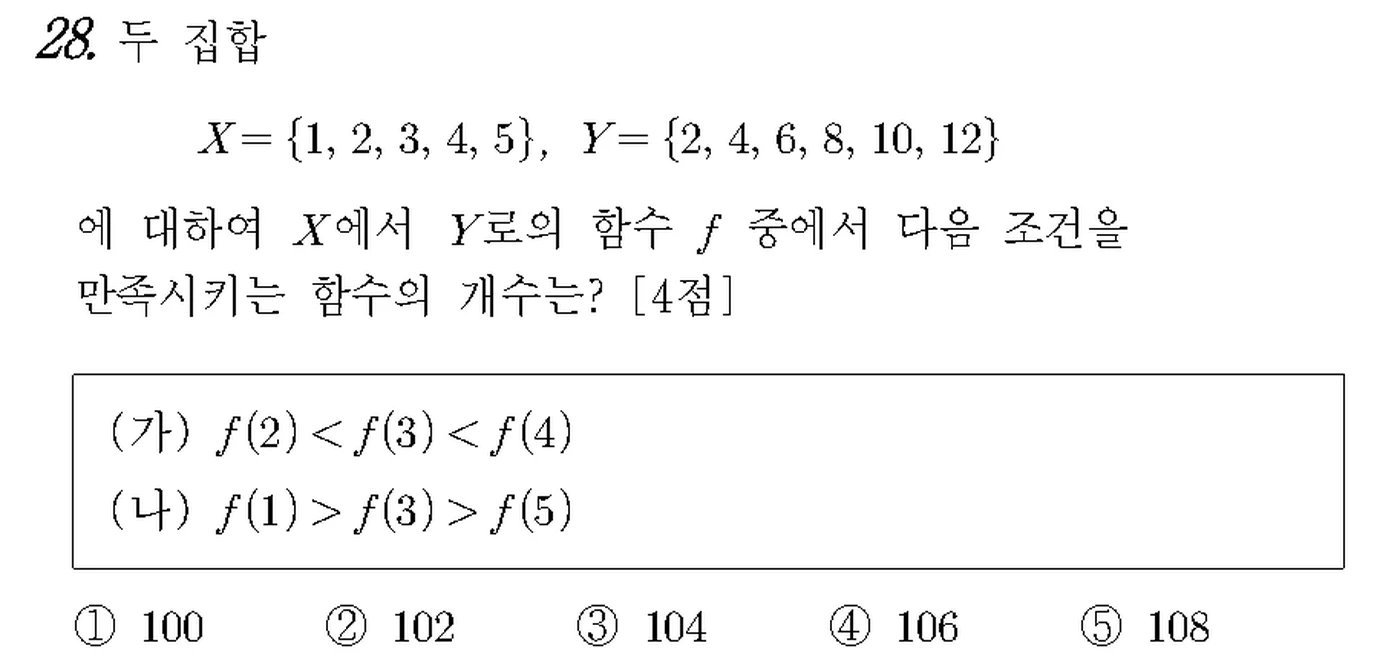 28. 두 집합
X = {1, 2, 3, 4, 5}, Y = {2, 4, 6, 8, 10, 12}
에 대하여 X에서 Y로의 함수 f 중에서 다음 조건을
만족시키는 함수의 개수는? [4점]
(가) f(2) < f(3) < f(4)
(나) f(1) > f(3) > f(5)
① 100 ② 102 ③ 104 ④ 106 ⑤ 108